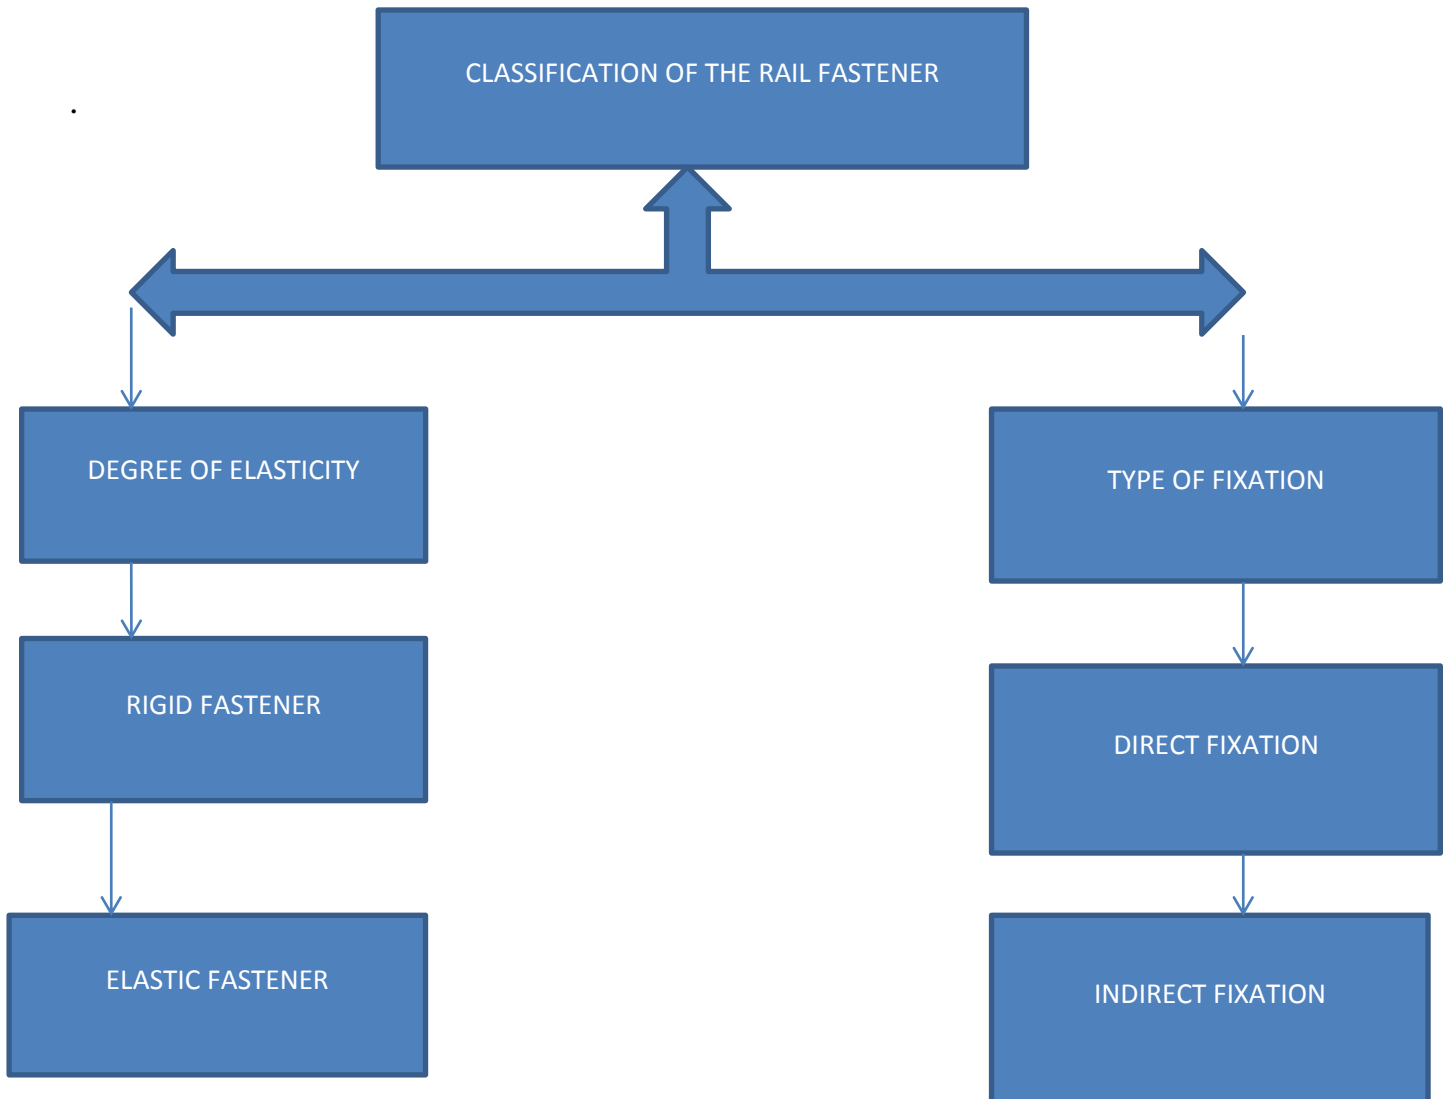 CLASSIFICATION OF THE RAIL FASTENER
.
DEGREE OF ELASTICITY
TYPE OF FIXATION
RIGID FASTENER
DIRECT FIXATION
ELASTIC FASTENER
INDIRECT FIXATION